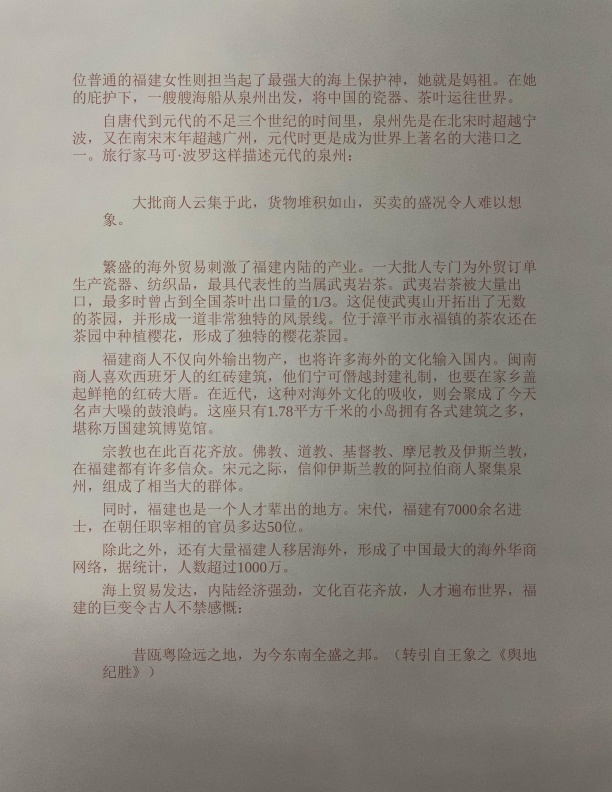 位普通的福建女性则担当起了最强大的海上保护神，她就是妈祖。在她
的庇护下，一艘艘海船从泉州出发，将中国的瓷器、茶叶运往世界。
自唐代到元代的不足三个世纪的时间里，泉州先是在北宋时超越宁
波，又在南宋末年超越广州，元代时更是成为世界上著名的大港口之
一。旅行家马可·波罗这样描述元代的泉州：
大批商人云集于此，货物堆积如山，买卖的盛况令人难以想
象。
繁盛的海外贸易刺激了福建内陆的产业。一大批人专门为外贸订单
生产瓷器、纺织品，最具代表性的当属武夷岩茶。武夷岩茶被大量出
口，最多时曾占到全国茶叶出口量的1/3。这促使武夷山开拓出了无数
的茶园，并形成一道非常独特的风景线。位于漳平市永福镇的茶农还在
茶园中种植樱花，形成了独特的樱花茶园。
福建商人不仅向外输出物产，也将许多海外的文化输入国内。闽南
商人喜欢西班牙人的红砖建筑，他们宁可僭越封建礼制，也要在家乡盖
起鲜艳的红砖大厝。在近代，这种对海外文化的吸收，则会聚成了今天
名声大噪的鼓浪屿。这座只有1.78平方千米的小岛拥有各式建筑之多，
堪称万国建筑博览馆。
宗教也在此百花齐放。佛教、道教、基督教、摩尼教及伊斯兰教，
在福建都有许多信众。宋元之际，信仰伊斯兰教的阿拉伯商人聚集泉
州，组成了相当大的群体。
同时，福建也是一个人才辈出的地方。宋代，福建有7000余名进
士，在朝任职宰相的官员多达50位。
除此之外，还有大量福建人移居海外，形成了中国最大的海外华商
网络，据统计，人数超过1000万。
海上贸易发达，内陆经济强劲，文化百花齐放，人才遍布世界，福
建的巨变令古人不禁感慨：
昔瓯粤险远之地，为今东南全盛之邦。（转引自王象之《舆地
纪胜》）